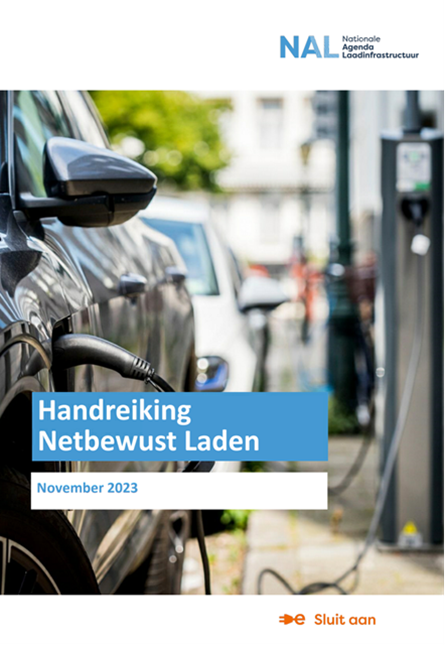 NAL
Nationale
Agenda
Laadinfrastructuur
Handreiking
Netbewust Laden
November 2023
Sluit aan